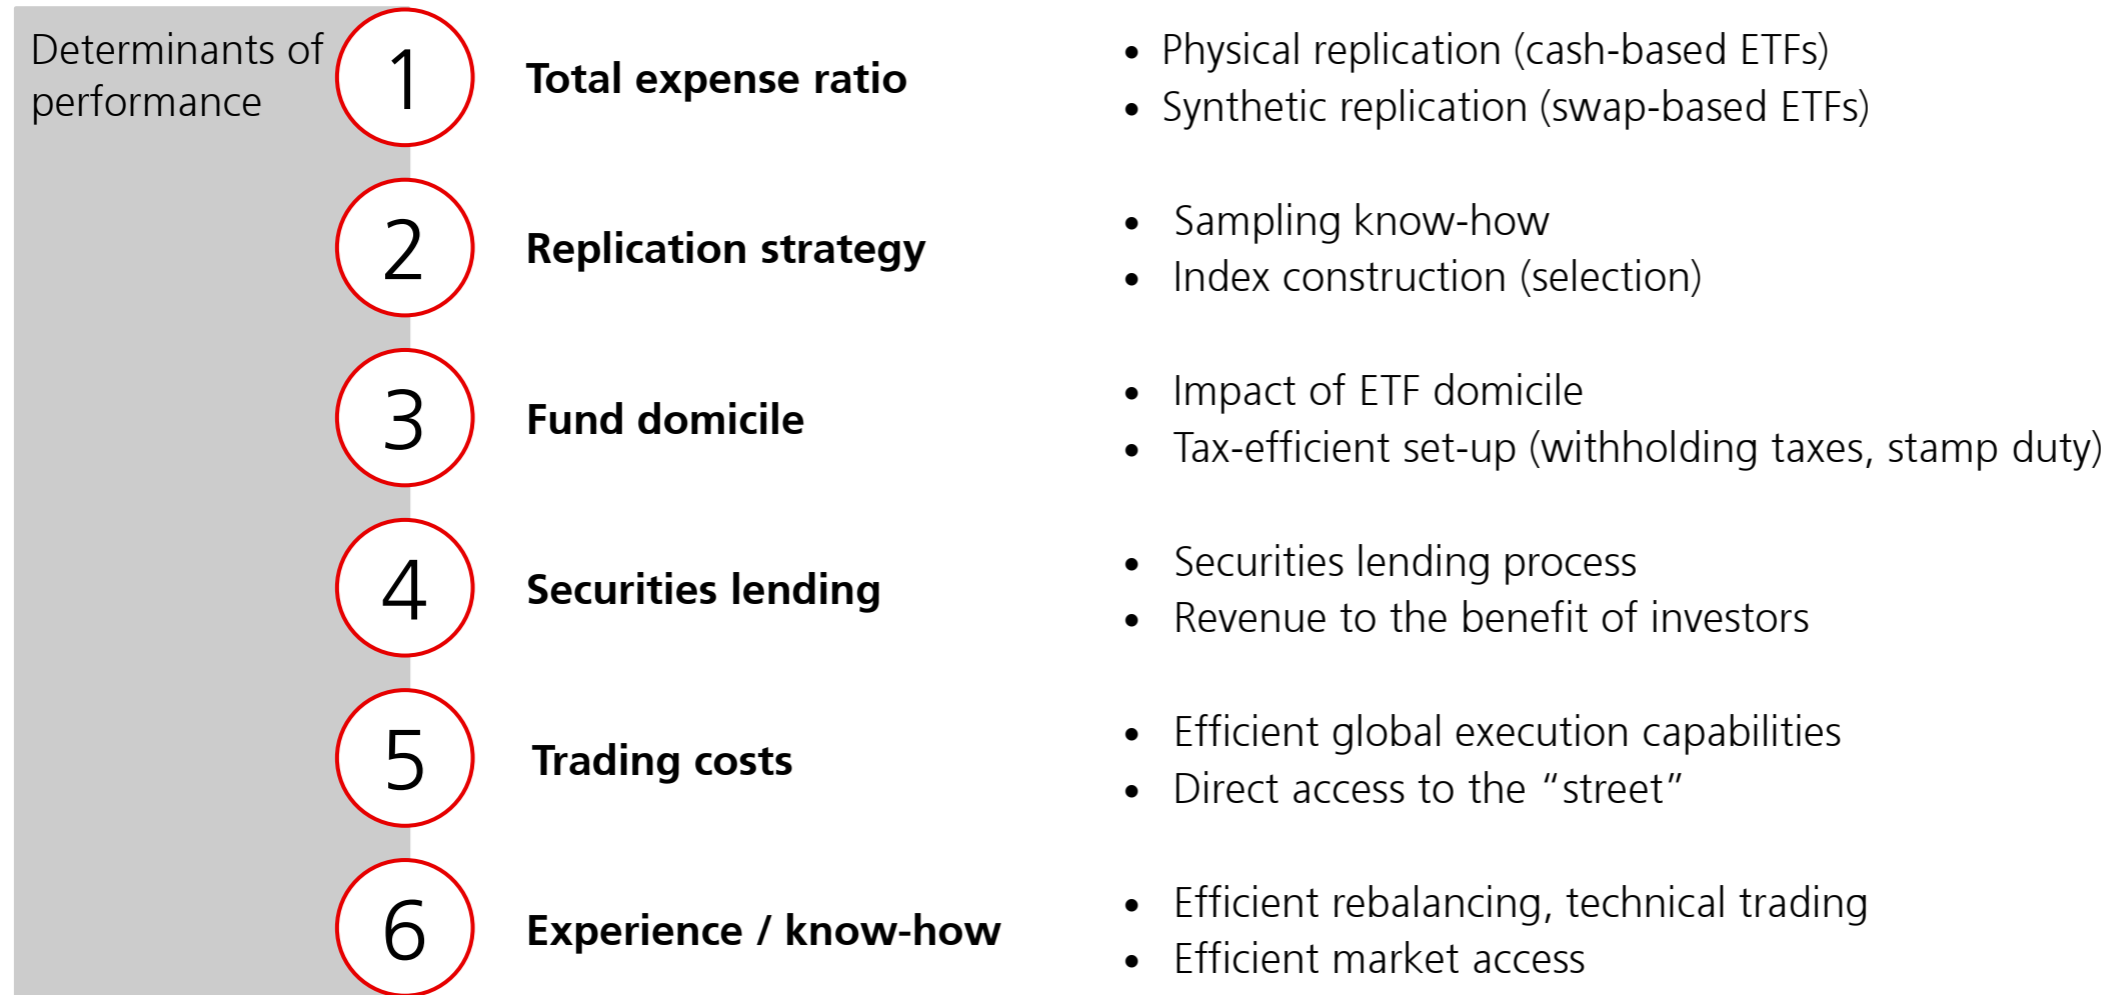 Determinants of
performance
1
Total expense ratio
• Physical replication (cash-based ETFs)
• Synthetic replication (swap-based ETFs)
2
Replication strategy
• Sampling know-how
• Index construction (selection)
3
Fund domicile
• Impact of ETF domicile
• Tax-efficient set-up (withholding taxes, stamp duty)
4
Securities lending
• Securities lending process
• Revenue to the benefit of investors
5
Trading costs
• Efficient global execution capabilities
• Direct access to the “street”
6
Experience / know-how
• Efficient rebalancing, technical trading
• Efficient market access